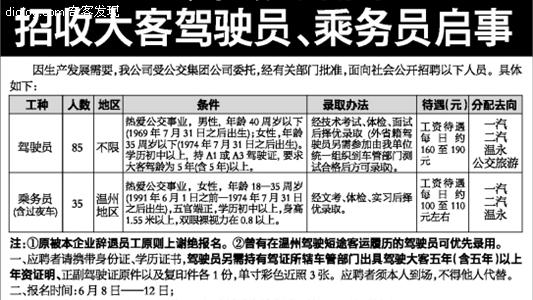 digi.qq.com 客户发现
招收大客驾驶员、乘务员启事
因生产发展需要,我公司受公交集团公司委托,经有关部门批准,面向社会公开招聘以下人员。具体
如下:
工种 人数 地区 条件 录取办法 待遇(元) 分配去向
驾驶员 85 不限
热爱公交事业,男性,年龄40周岁以下
(1969年7月31日之后出生);女性,年龄
35周岁以下(1974年7月31日之后出生)。
学历初中以上,持A1或A3驾驶证,要求
大客驾龄为5年(含5年)以上。
经技术考试、体检、面试
后择优录取(外省籍驾
驶员另需参加由我单位
统一组织到车管部门测
试合格后方可录取)。
工资待遇
每日约
160至190
元
一汽
二汽
温永
公交旅游
乘务员
(含过夜车)
35
温州
地区
热爱公交事业,女性,年龄18—35周岁
(1991年6月1日之前—1974年7月31日
之后出生),五官端正,学历初中以上,身高
1.55米以上,双眼裸视力在0.8以上。
经文考、体检、实习后择
优录取。
工资待遇
每日约
100至110
元左右
一汽
二汽
温永
注:①原被本企业辞退员工原则上谢绝报名。②曾有在温州驾驶短途客运履历的驾驶员可优先录用。
一、应聘者请携带身份证、学历证书,驾驶员另需持有驾证所辖车管部门出具驾驶大客五年(含五年)以上
年资证明、正副驾驶证原件以及复印件各1份,单寸彩色近照3张。应聘者须本人到场,不得他人代替。
二、报名时间:6月8日——12日;